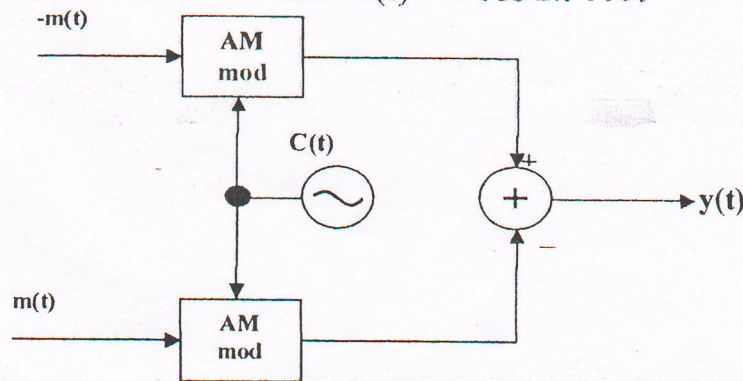 -m(t)
AM
mod
C(t)
+
+
y(t)
–
m(t)
AM
mod